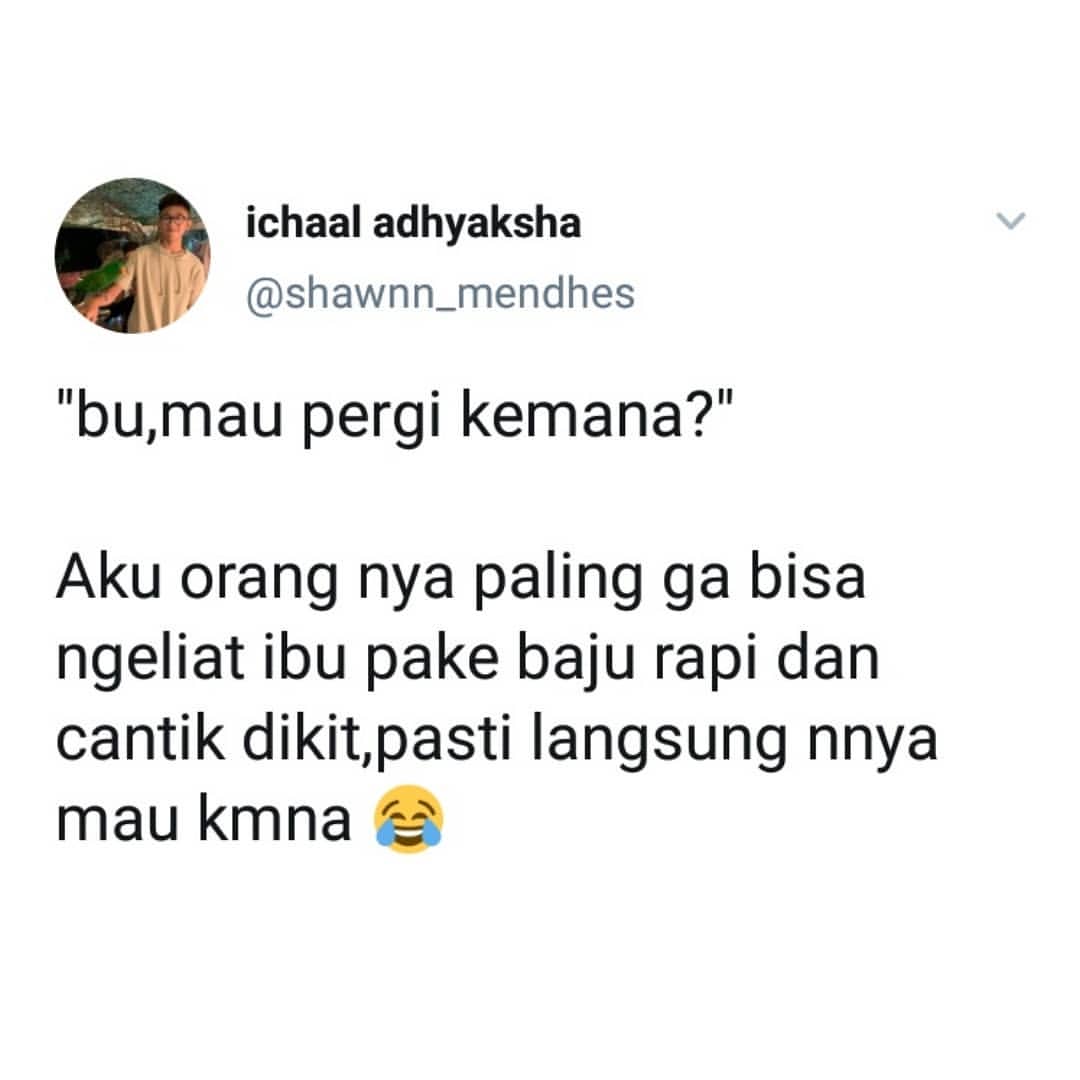 ichaal adhyaksha
@shawnn_mendhes
"bu,mau pergi kemana?"
Aku orang nya paling ga bisa
ngeliat ibu pake baju rapi dan
cantik dikit,pasti langsung nnya
mau kmna 😂